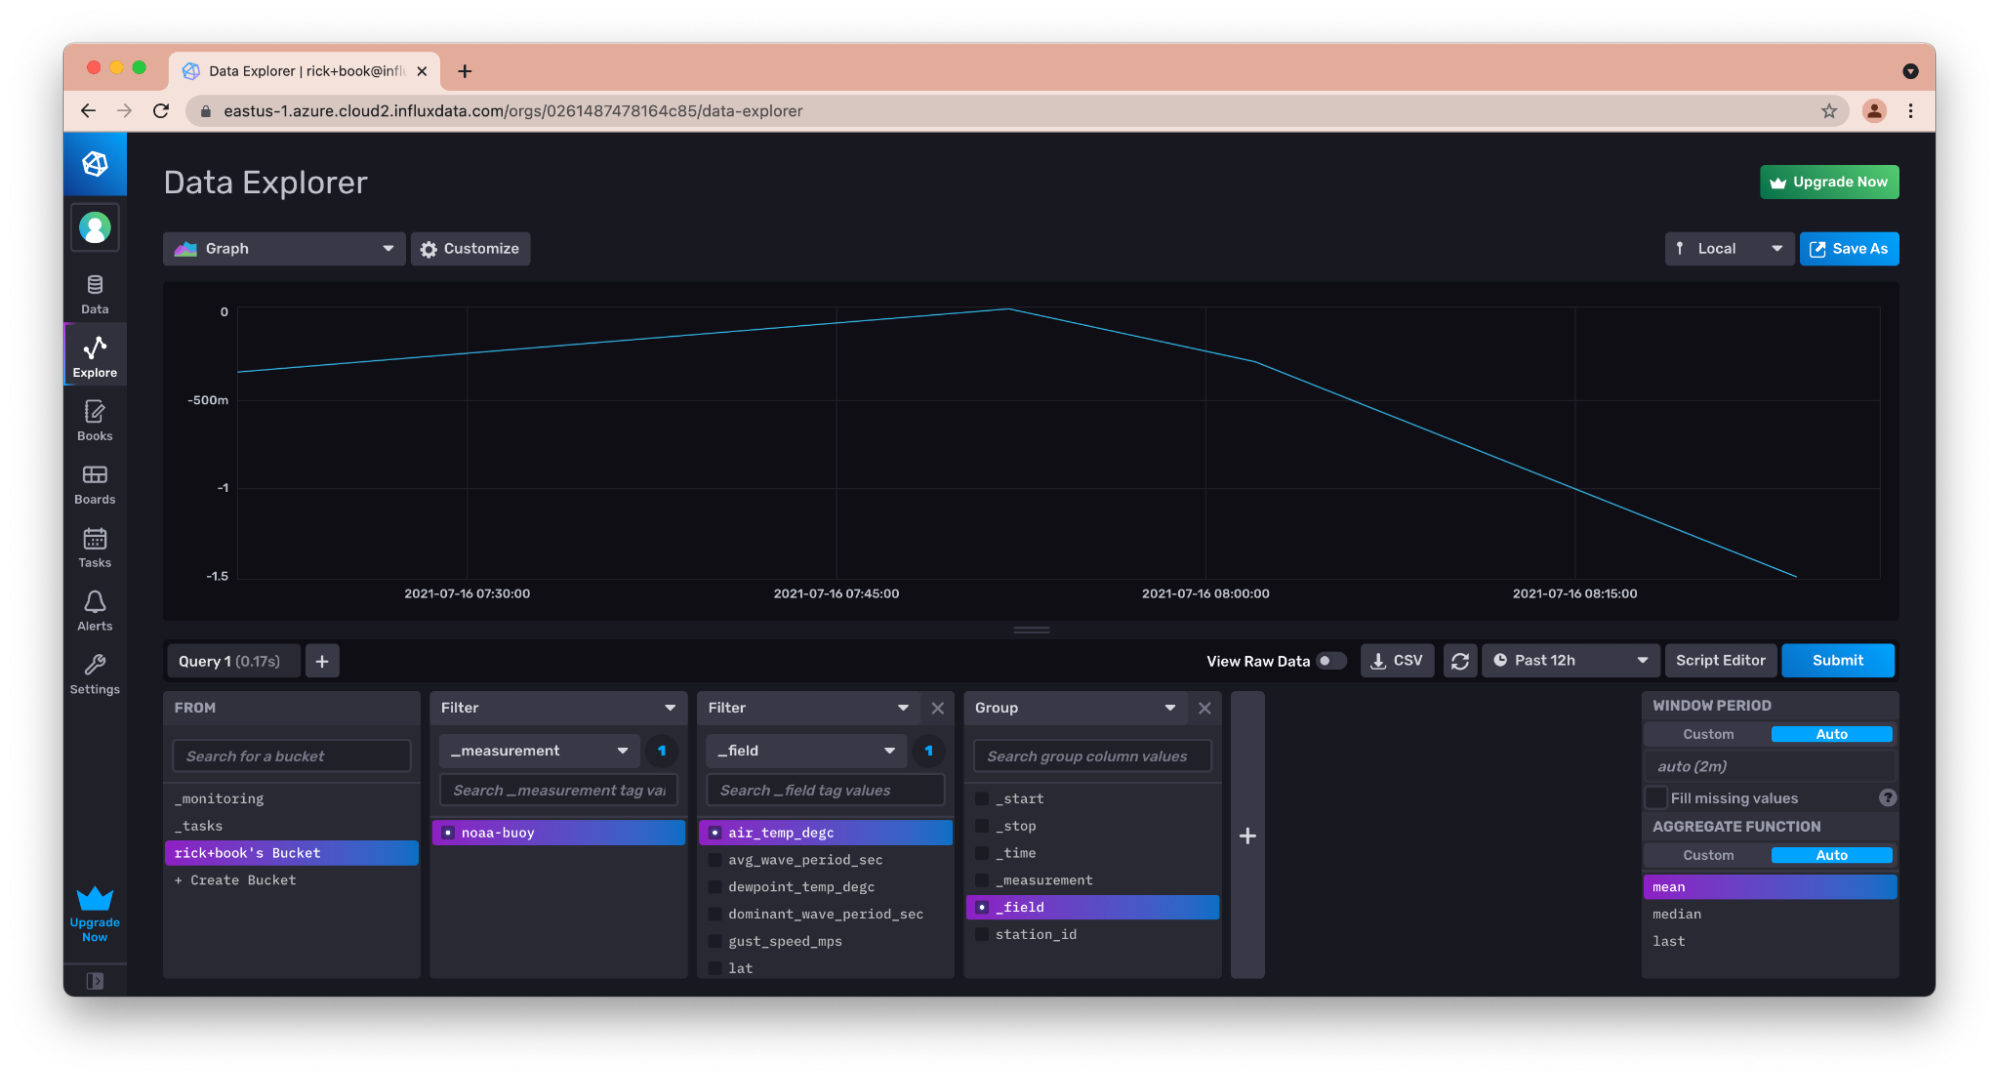 Data Explorer | rick+book@infl
eastus-1.azure.cloud2.influxdata.com/orgs/0261487478164c85/data-explorer
Data Explorer
Upgrade Now
Graph
Customize
Local
Save As
Data
Explore
Books
Boards
Tasks
Alerts
Settings
Upgrade
Now
0
-500m
-1
-1.5
2021-07-16 07:30:00
2021-07-16 07:45:00
2021-07-16 08:00:00
2021-07-16 08:15:00
Query 1 (0.17s)
+
View Raw Data
CSV
Past 12h
Script Editor
Submit
FROM
Search for a bucket
_monitoring
_tasks
rick+book's Bucket
+ Create Bucket
Filter
_measurement
1
Search _measurement tag val
noaa-buoy
Filter
_field
1
Search _field tag values
air_temp_degc
avg_wave_period_sec
dewpoint_temp_degc
dominant_wave_period_sec
gust_speed_mps
lat
Group
Search group column values
_start
_stop
_time
_measurement
_field
station_id
+
WINDOW PERIOD
Custom
Auto
auto (2m)
Fill missing values
?
AGGREGATE FUNCTION
Custom
Auto
mean
median
last